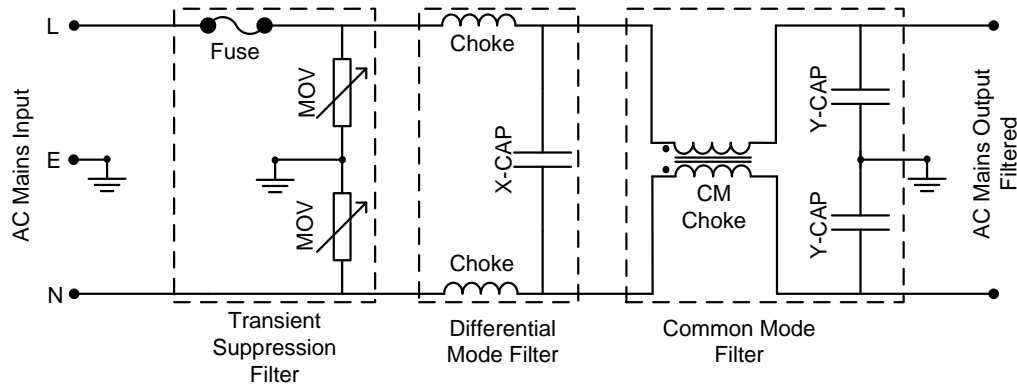 L
Fuse
MOV
Choke
X-CAP
Y-CAP
AC Mains Input
E
CM
Choke
AC Mains Output
Filtered
MOV
Choke
Y-CAP
N
Transient
Suppression
Filter
Differential
Mode Filter
Common Mode
Filter